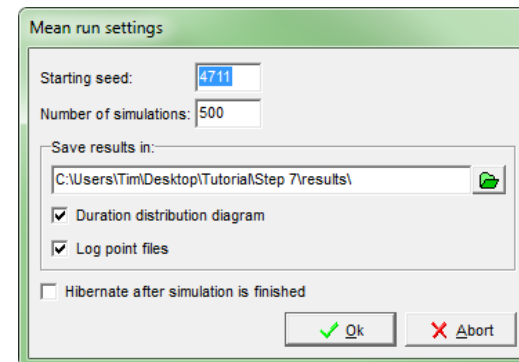 Mean run settings
Starting seed: 4711
Number of simulations: 500
Save results in:
C:\Users\Tim\Desktop\Tutorial\Step 7\results\
Duration distribution diagram
Log point files
Hibernate after simulation is finished
Ok Abort